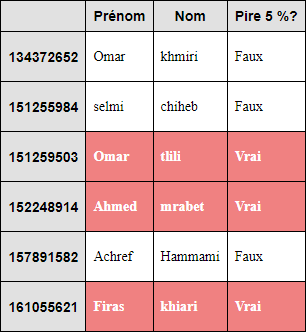 Prénom Nom Pire 5 %?
134372652 Omar khmiri Faux
151255984 selmi chiheb Faux
151259503 Omar tlili Vrai
152248914 Ahmed mrabet Vrai
157891582 Achref Hammami Faux
161055621 Firas khiari Vrai